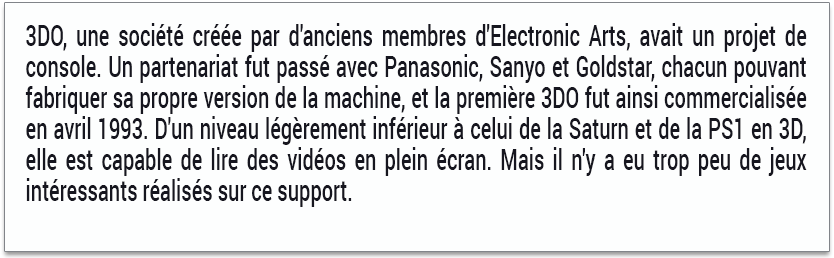 3DO, une société créée par d'anciens membres d'Electronic Arts, avait un projet de
console. Un partenariat fut passé avec Panasonic, Sanyo et Goldstar, chacun pouvant
fabriquer sa propre version de la machine, et la première 3DO fut ainsi commercialisée
en avril 1993. D'un niveau légèrement inférieur à celui de la Saturn et de la PS1 en 3D,
elle est capable de lire des vidéos en plein écran. Mais il n'y a eu trop peu de jeux
intéressants réalisés sur ce support.